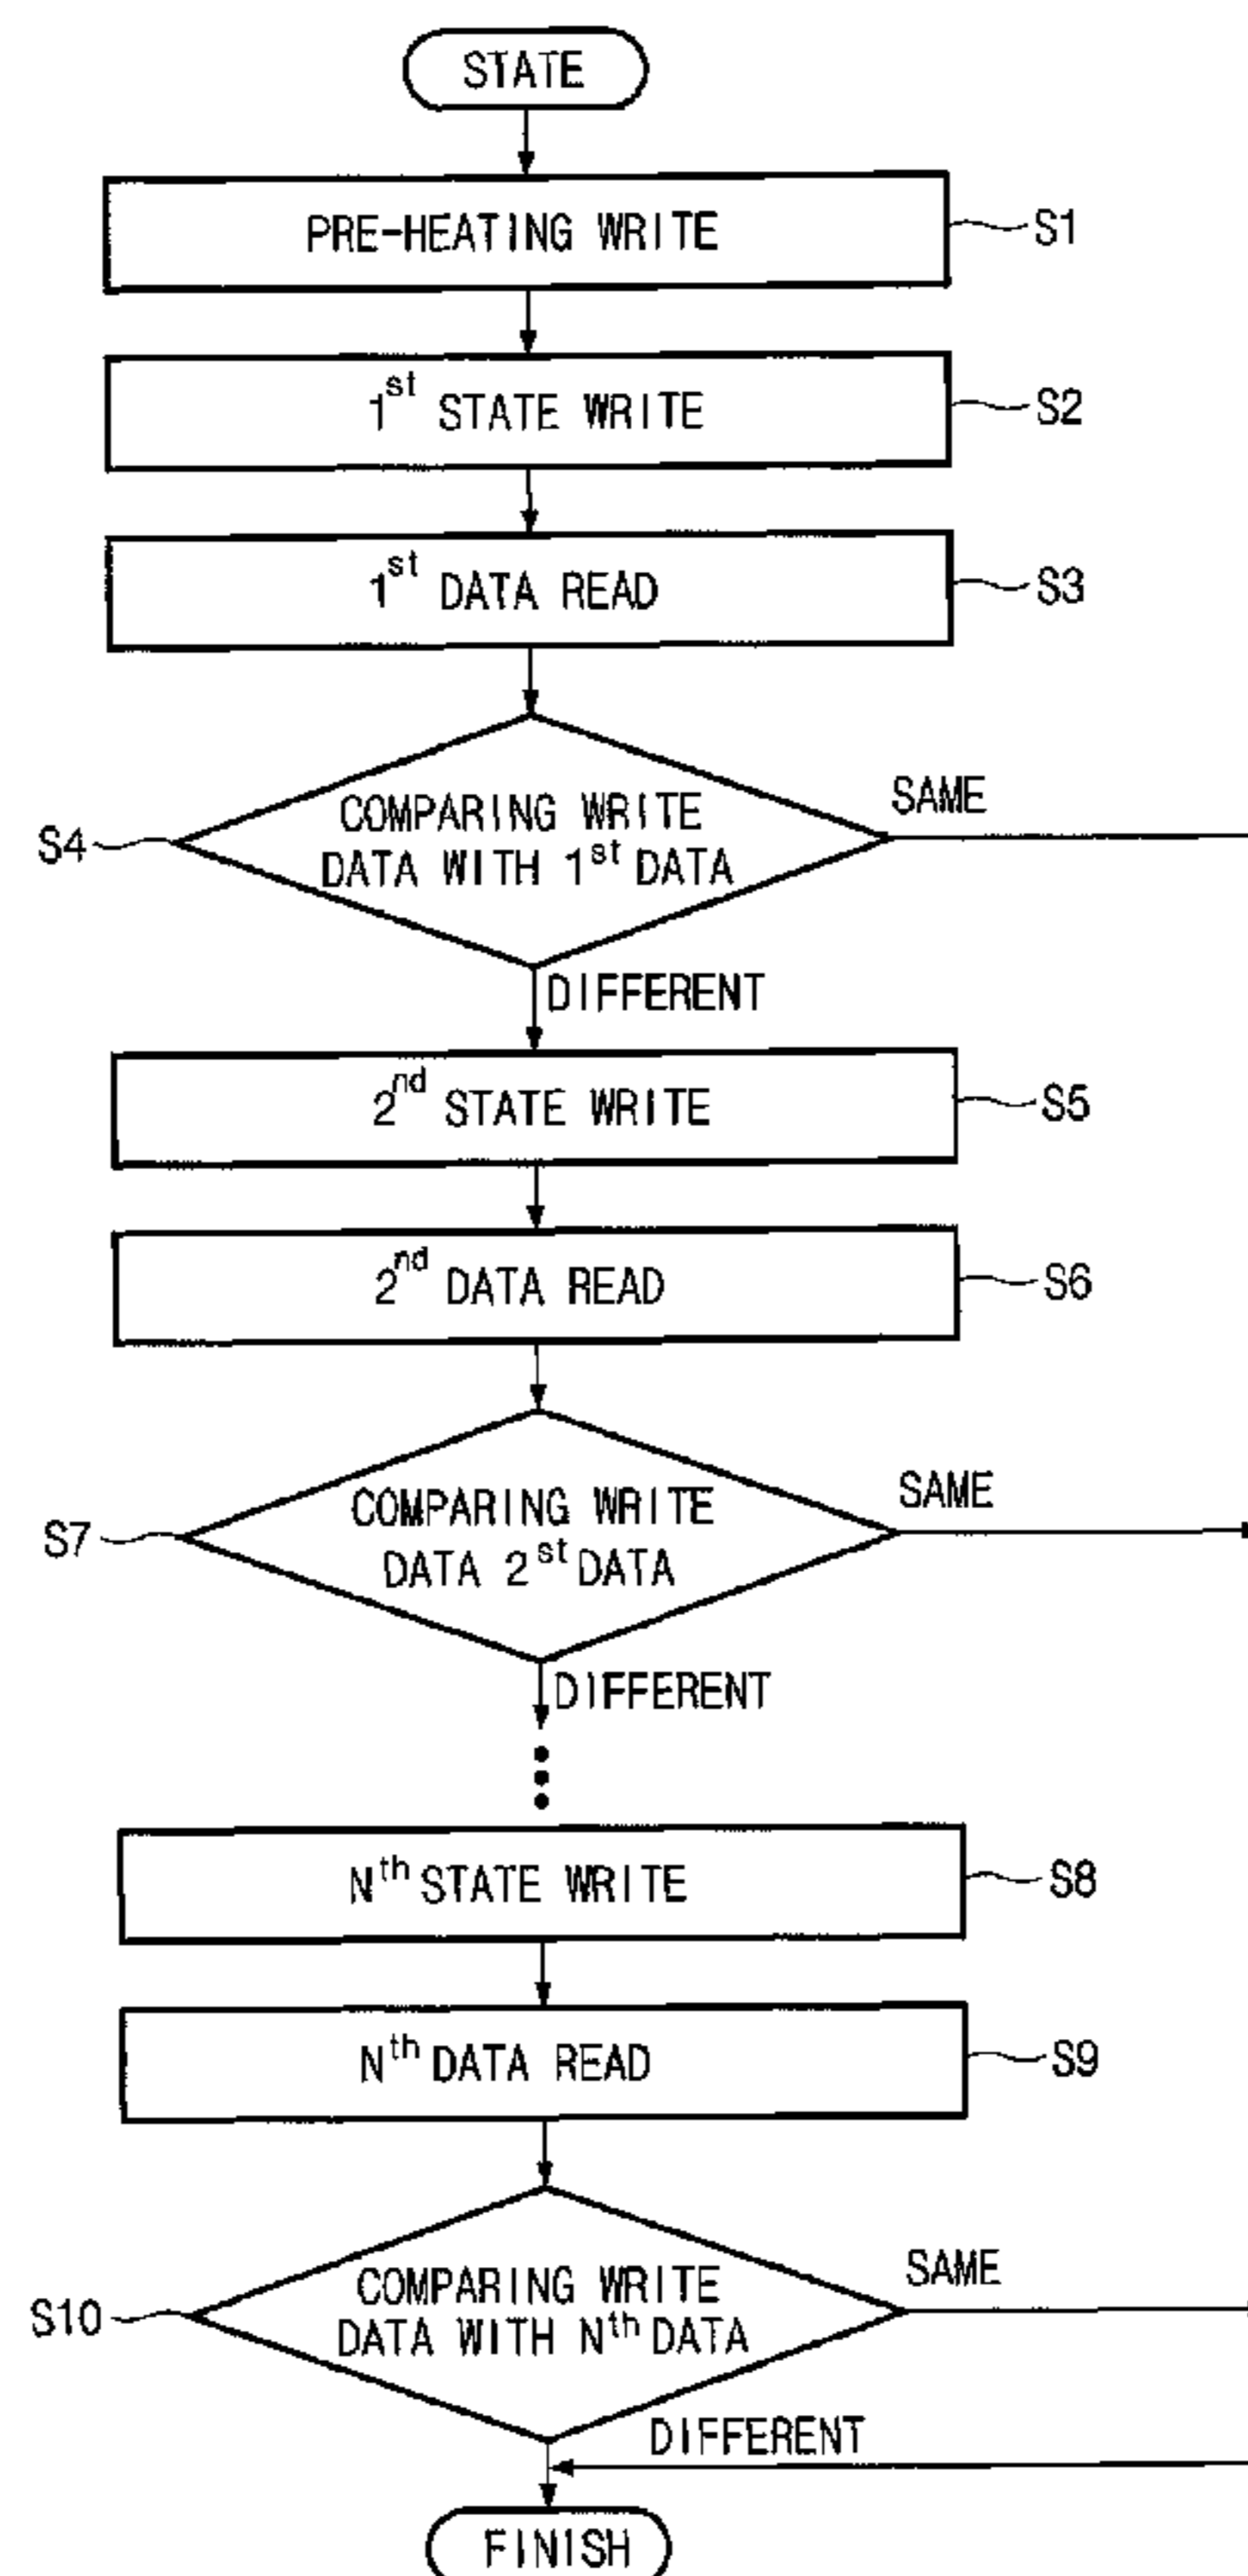 STATE
PRE-HEATING WRITE
S1
1st STATE WRITE
S2
1st DATA READ
S3
COMPARING WRITE
DATA WITH 1st DATA
S4
SAME
DIFFERENT
2nd STATE WRITE
S5
2nd DATA READ
S6
COMPARING WRITE
DATA 2st DATA
S7
SAME
DIFFERENT
Nth STATE WRITE
S8
Nth DATA READ
S9
COMPARING WRITE
DATA WITH Nth DATA
S10
SAME
DIFFERENT
FINISH